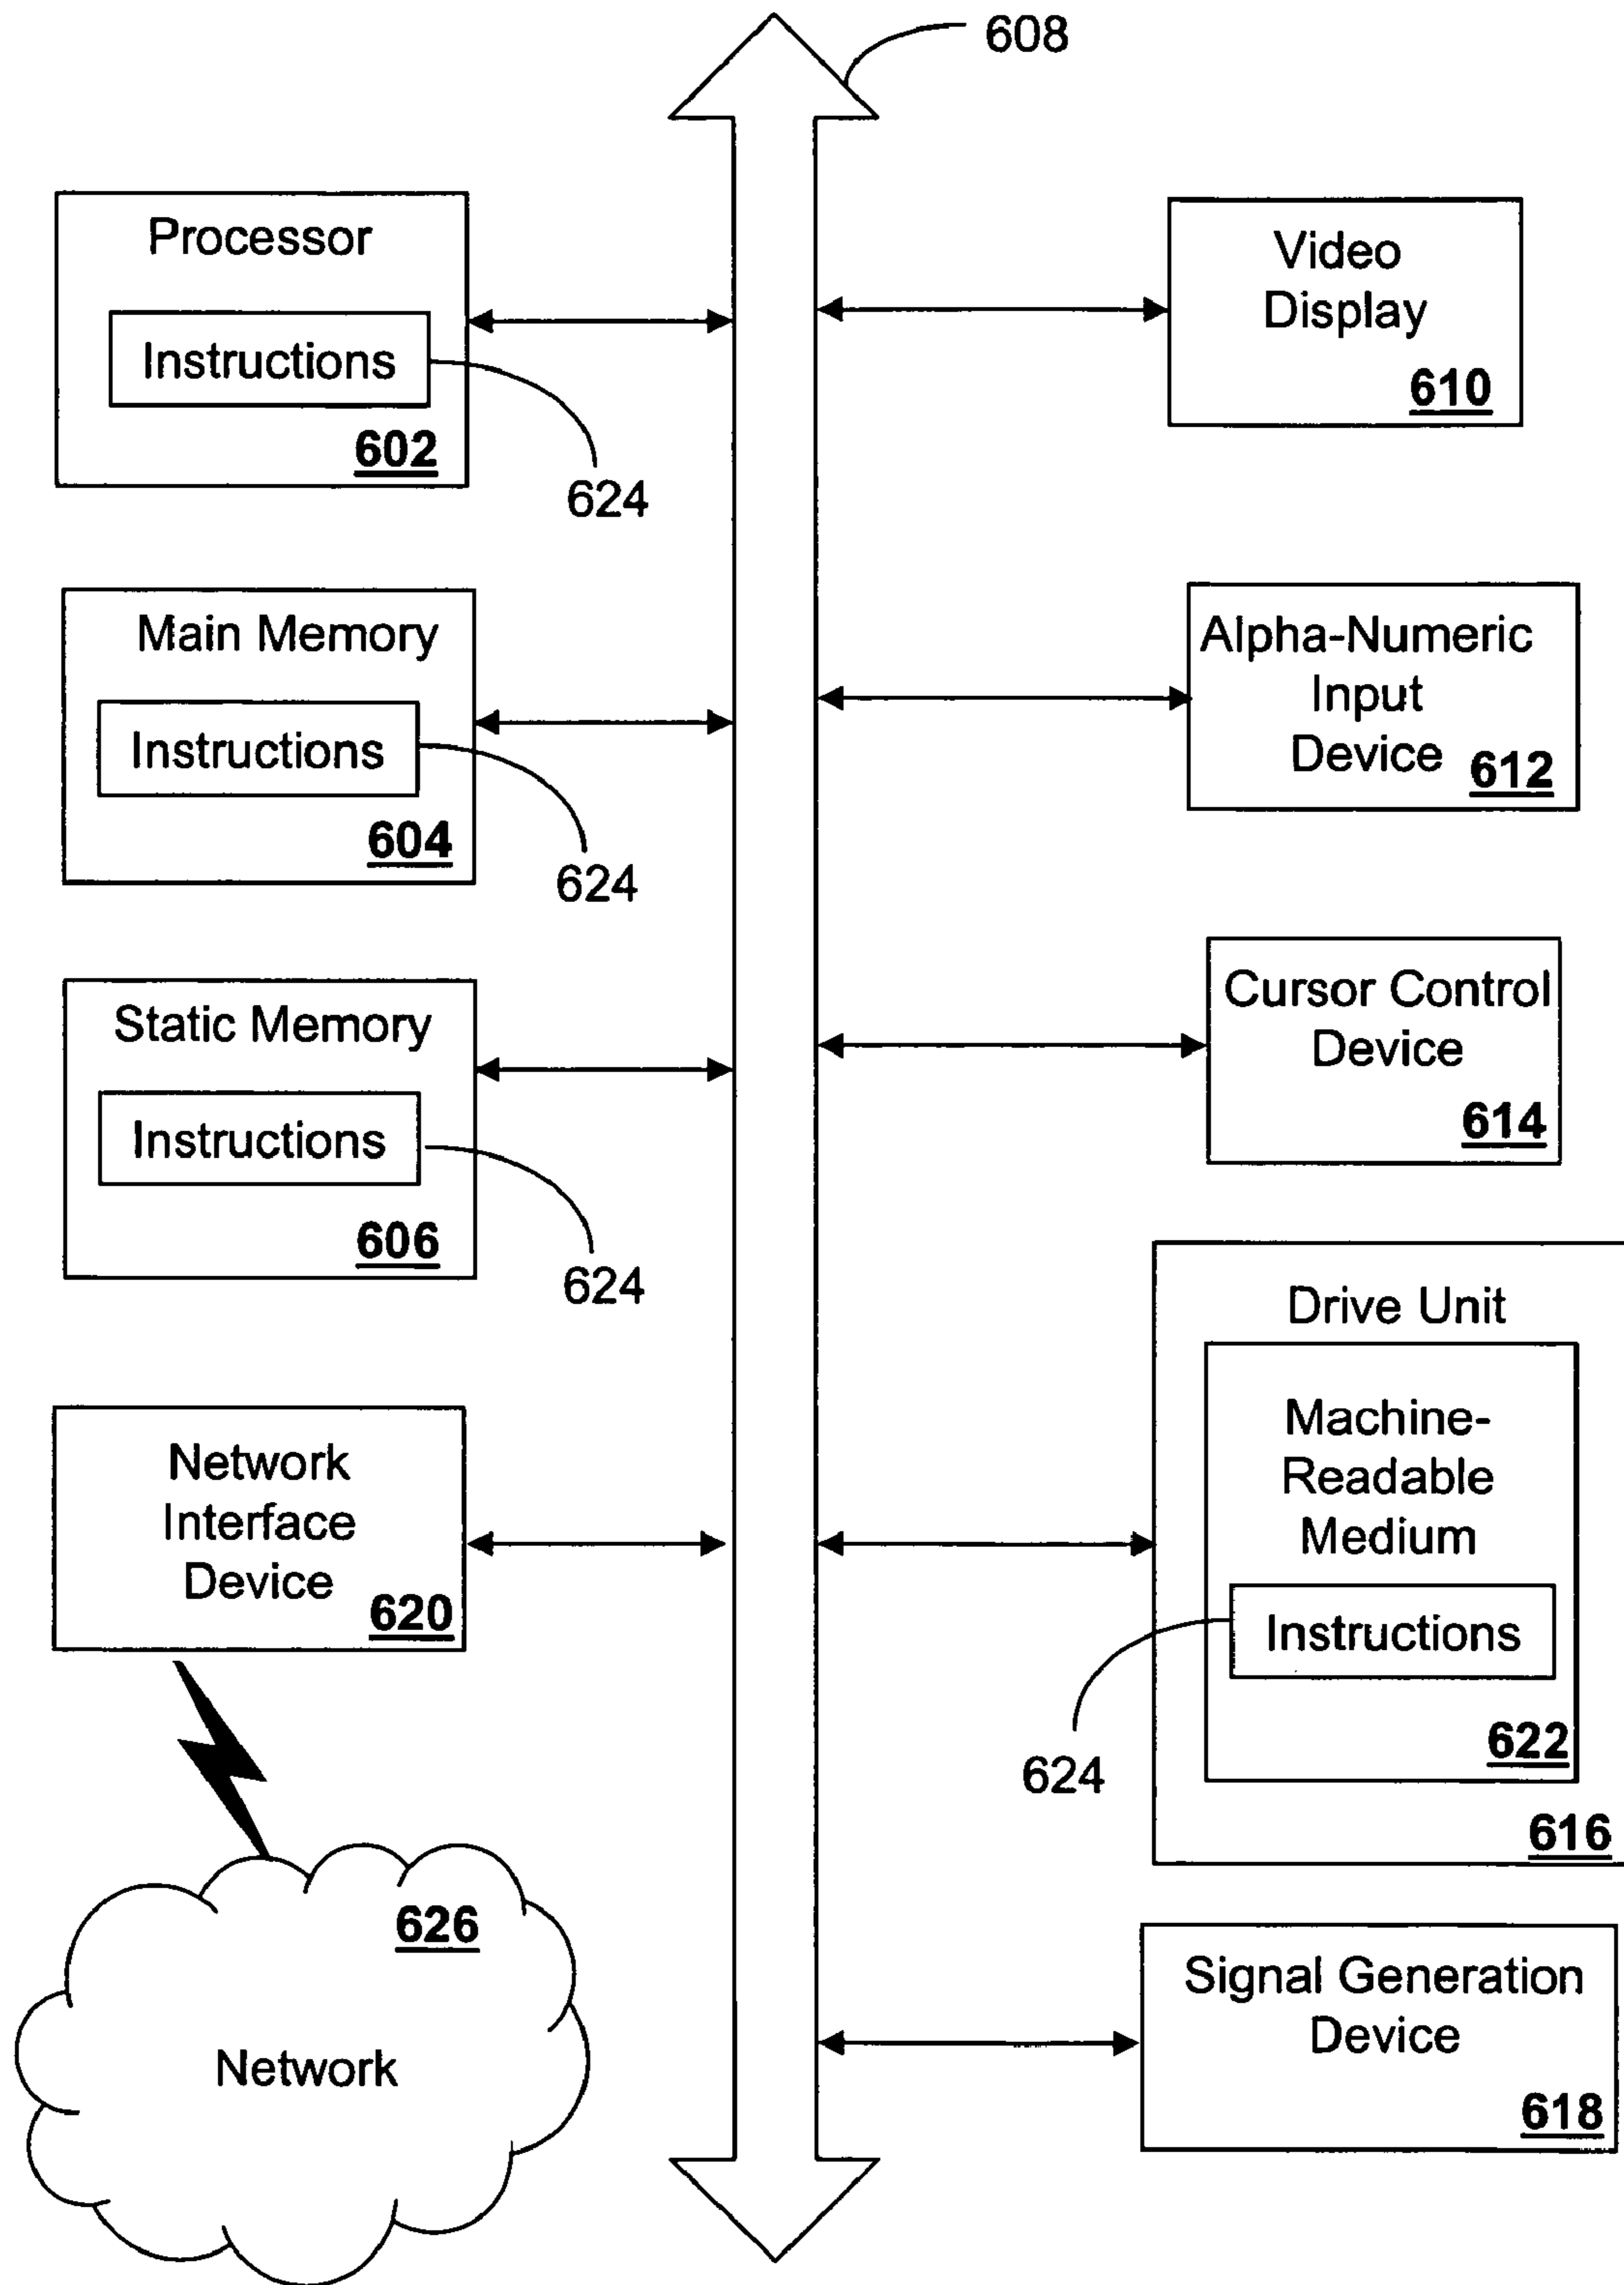 608
Processor
Instructions
602
624
Main Memory
Instructions
604
624
Static Memory
Instructions
606
624
Network
Interface
Device
620
626
Network
Video
Display
610
Alpha-Numeric
Input
Device
612
Cursor Control
Device
614
Drive Unit
Machine-
Readable
Medium
Instructions
622
624
616
Signal Generation
Device
618